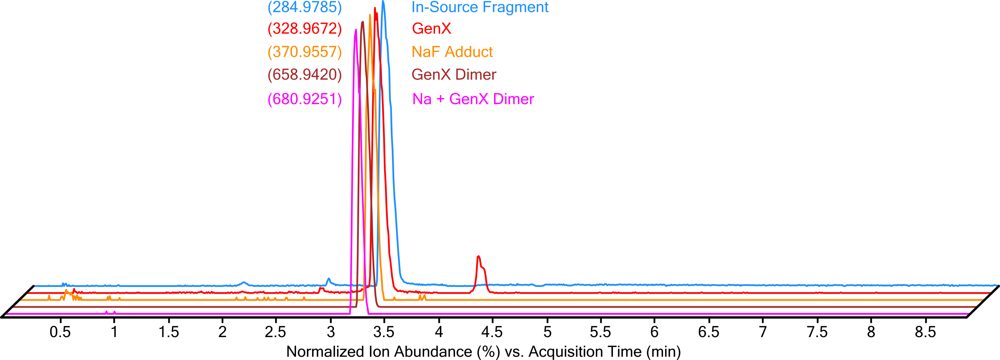 (284.9785) In-Source Fragment
(328.9672) GenX
(370.9557) NaF Adduct
(658.9420) GenX Dimer
(680.9251) Na + GenX Dimer
0.5 1 1.5 2 2.5 3 3.5 4 4.5 5 5.5 6 6.5 7 7.5 8 8.5
Normalized Ion Abundance (%) vs. Acquisition Time (min)